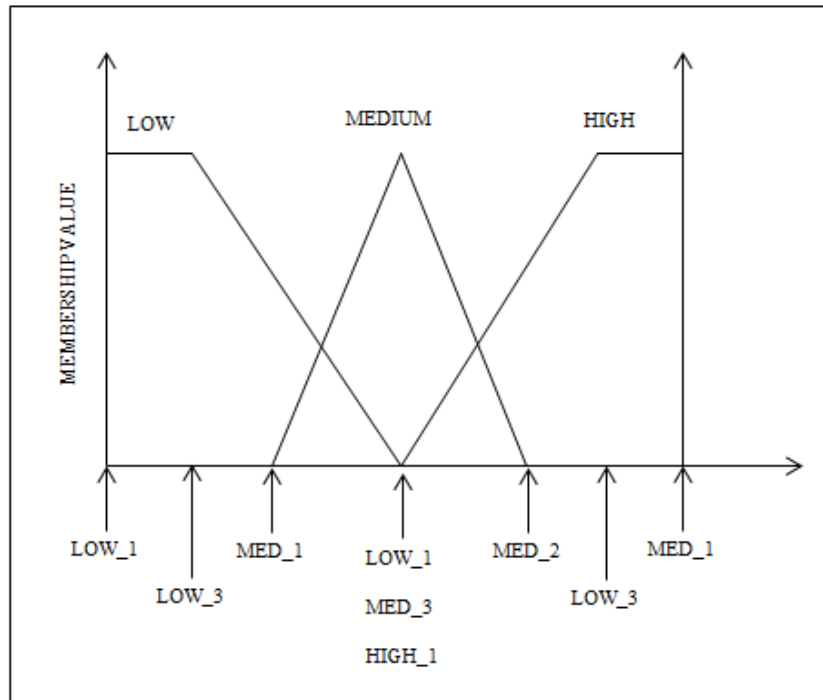 LOW
MEDIUM
HIGH
MEMBERSHIP VALUE
LOW_1
MED_1
LOW_1
MED_2
MED_1
LOW_3
MED_3
LOW_3
HIGH_1